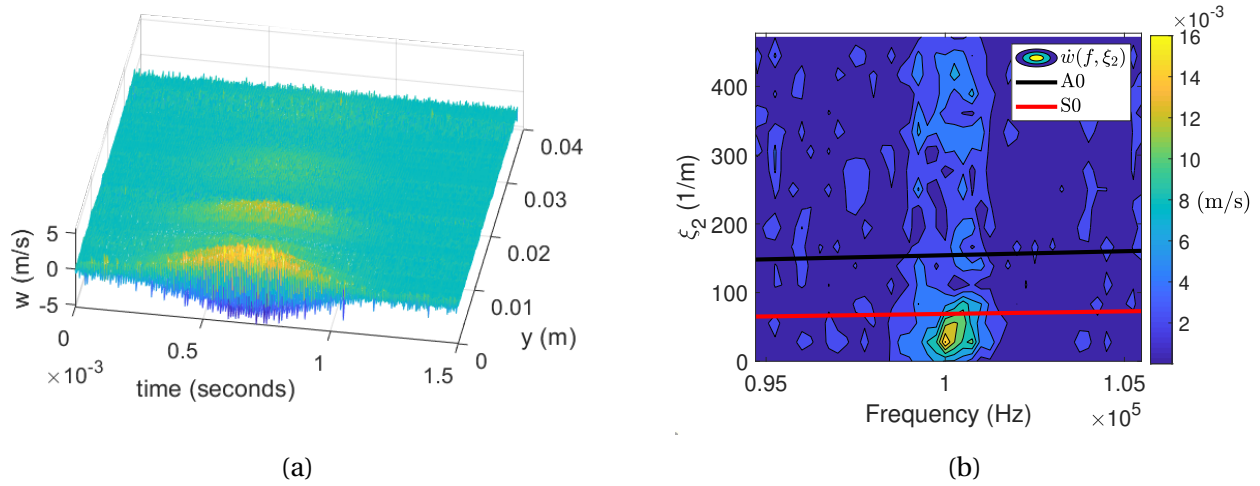 w (m/s)
5
0
-5
0
0.5
1
1.5
×10⁻³
time (seconds)
0
0.01
0.02
0.03
0.04
y (m)
(a)
ξ₂ (1/m)
400
300
200
100
0
0.95
1
1.05
×10⁵
Frequency (Hz)
ẇ(f, ξ₂)
A0
S0
×10⁻³
16
14
12
10
8 (m/s)
6
4
2
(b)